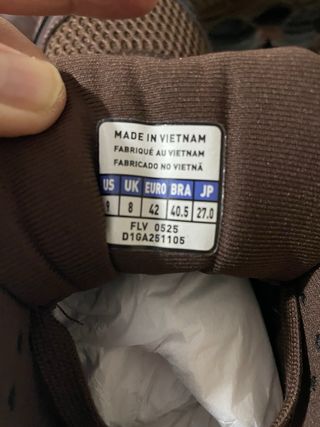 MADE IN VIETNAM
FABRIQUÉ AU VIETNAM
FABRICADO NO VIETNÃ
US UK EURO BRA JP
9 8 42 40.5 27.0
FLV 0525
D1GA251105